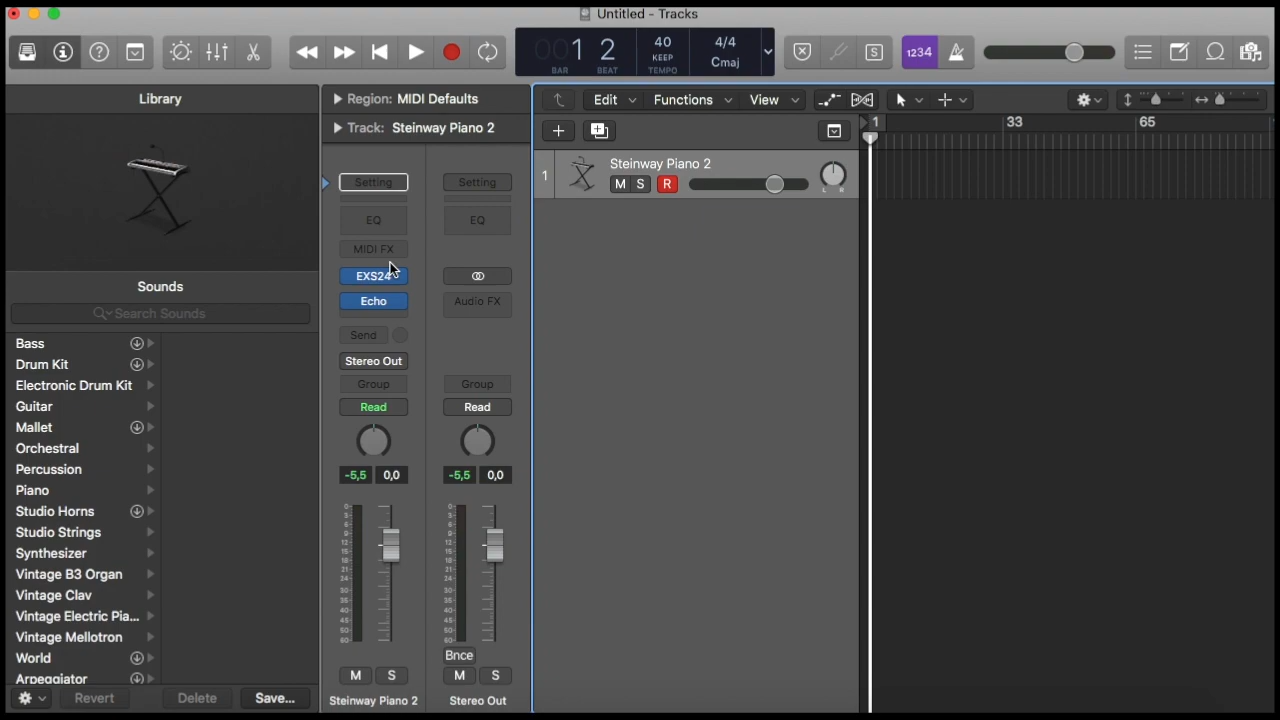 Untitled - Tracks
001 2
BAR BEAT
40
KEEP
TEMPO
4/4
Cmaj
S
1234
Library
Region: MIDI Defaults
Track: Steinway Piano 2
Edit
Functions
View
1
33
65
1
Steinway Piano 2
M S R
L R
Setting
Setting
EQ
EQ
MIDI FX
EXS24
Echo
Audio FX
Send
Stereo Out
Group
Group
Read
Read
-5,5 0,0
-5,5 0,0
Bnce
M S
M S
Steinway Piano 2
Stereo Out
Sounds
Search Sounds
Bass
Drum Kit
Electronic Drum Kit
Guitar
Mallet
Orchestral
Percussion
Piano
Studio Horns
Studio Strings
Synthesizer
Vintage B3 Organ
Vintage Clav
Vintage Electric Pia...
Vintage Mellotron
World
Arpeggiator
Revert
Delete
Save...